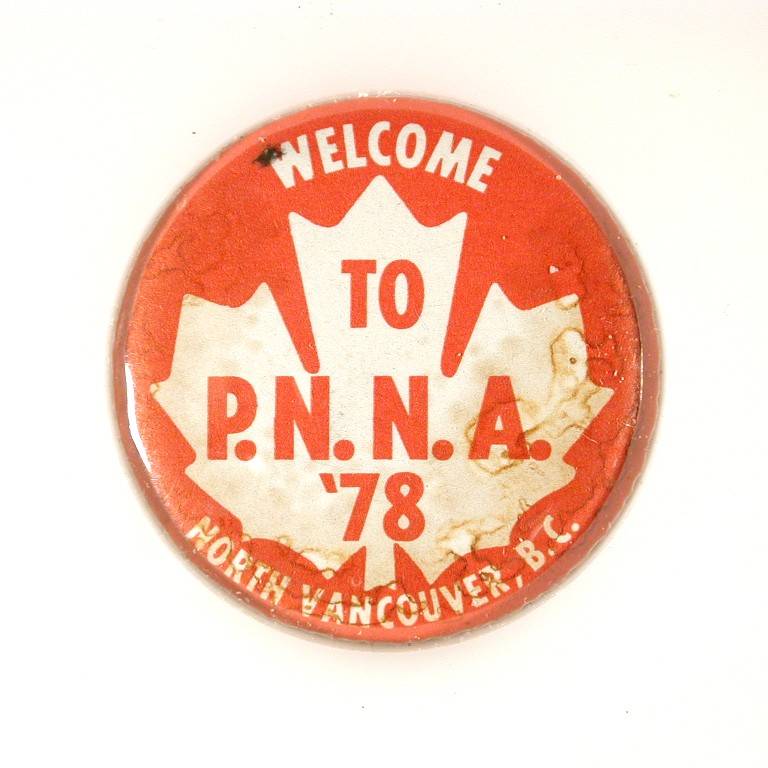 WELCOME
TO
P.N.N.A.
'78
NORTH VANCOUVER, B.C.